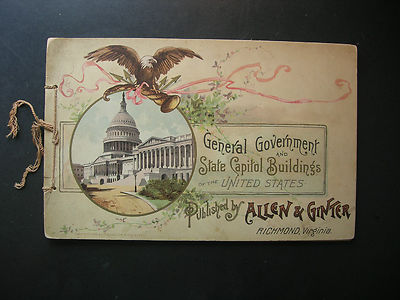 General Government
AND
State Capitol Buildings
OF THE UNITED STATES
Published by ALLEN & GINTER
RICHMOND, Virginia.